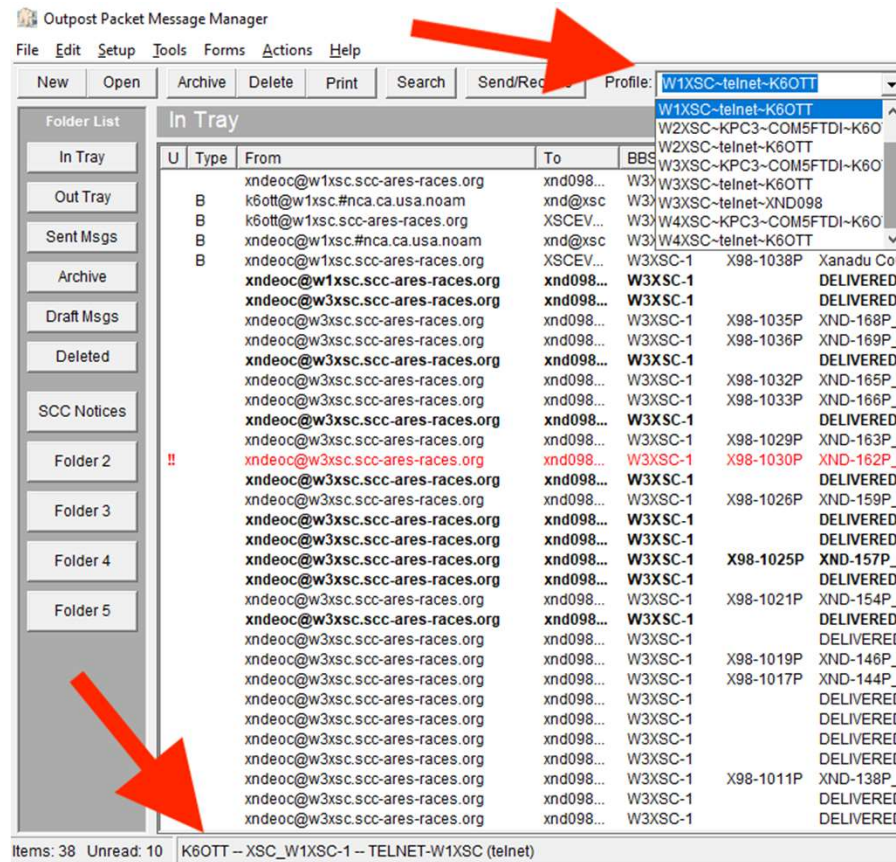 Outpost Packet Message Manager
File Edit Setup Tools Forms Actions Help
New Open Archive Delete Print Search Send/Re Profile: W1XSC~telnet~K6OTT
W1XSC~telnet~K6OTT
W2XSC~KPC3~COM5FTDI~K6O
W2XSC~telnet~K6OTT
W3XSC~KPC3~COM5FTDI~K6O
W3XSC~telnet~K6OTT
W3XSC~telnet~XND098
W4XSC~KPC3~COM5FTDI~K6O
W4XSC~telnet~K6OTT
Folder List
In Tray
Out Tray
Sent Msgs
Archive
Draft Msgs
Deleted
SCC Notices
Folder 2
Folder 3
Folder 4
Folder 5
In Tray
U Type From To BBS
xndeoc@w1xsc.scc-ares-races.org xnd098... W3X
B k6ott@w1xsc.#nca.ca.usa.noam xnd@xsc W3X
B k6ott@w1xsc.scc-ares-races.org XSCEV... W3X
B xndeoc@w1xsc.#nca.ca.usa.noam xnd@xsc W3X
B xndeoc@w1xsc.scc-ares-races.org XSCEV... W3XSC-1 X98-1038P Xanadu Co
xndeoc@w1xsc.scc-ares-races.org xnd098... W3XSC-1 DELIVERED
xndeoc@w3xsc.scc-ares-races.org xnd098... W3XSC-1 DELIVERED
xndeoc@w3xsc.scc-ares-races.org xnd098... W3XSC-1 X98-1035P XND-168P_
xndeoc@w3xsc.scc-ares-races.org xnd098... W3XSC-1 X98-1036P XND-169P_
xndeoc@w3xsc.scc-ares-races.org xnd098... W3XSC-1 DELIVERED
xndeoc@w3xsc.scc-ares-races.org xnd098... W3XSC-1 X98-1032P XND-165P_
xndeoc@w3xsc.scc-ares-races.org xnd098... W3XSC-1 X98-1033P XND-166P_
xndeoc@w3xsc.scc-ares-races.org xnd098... W3XSC-1 DELIVERED
xndeoc@w3xsc.scc-ares-races.org xnd098... W3XSC-1 X98-1029P XND-163P_
!! xndeoc@w3xsc.scc-ares-races.org xnd098... W3XSC-1 X98-1030P XND-162P_
xndeoc@w3xsc.scc-ares-races.org xnd098... W3XSC-1 DELIVERED
xndeoc@w3xsc.scc-ares-races.org xnd098... W3XSC-1 X98-1026P XND-159P_
xndeoc@w3xsc.scc-ares-races.org xnd098... W3XSC-1 DELIVERED
xndeoc@w3xsc.scc-ares-races.org xnd098... W3XSC-1 DELIVERED
xndeoc@w3xsc.scc-ares-races.org xnd098... W3XSC-1 X98-1025P XND-157P_
xndeoc@w3xsc.scc-ares-races.org xnd098... W3XSC-1 DELIVERED
xndeoc@w3xsc.scc-ares-races.org xnd098... W3XSC-1 X98-1021P XND-154P_
xndeoc@w3xsc.scc-ares-races.org xnd098... W3XSC-1 DELIVERED
xndeoc@w3xsc.scc-ares-races.org xnd098... W3XSC-1 DELIVERED
xndeoc@w3xsc.scc-ares-races.org xnd098... W3XSC-1 X98-1019P XND-146P_
xndeoc@w3xsc.scc-ares-races.org xnd098... W3XSC-1 X98-1017P XND-144P_
xndeoc@w3xsc.scc-ares-races.org xnd098... W3XSC-1 DELIVERED
xndeoc@w3xsc.scc-ares-races.org xnd098... W3XSC-1 DELIVERED
xndeoc@w3xsc.scc-ares-races.org xnd098... W3XSC-1 DELIVERED
xndeoc@w3xsc.scc-ares-races.org xnd098... W3XSC-1 X98-1011P XND-138P_
xndeoc@w3xsc.scc-ares-races.org xnd098... W3XSC-1 DELIVERED
xndeoc@w3xsc.scc-ares-races.org xnd098... W3XSC-1 DELIVERED
Items: 38 Unread: 10 K6OTT -- XSC_W1XSC-1 -- TELNET-W1XSC (telnet)